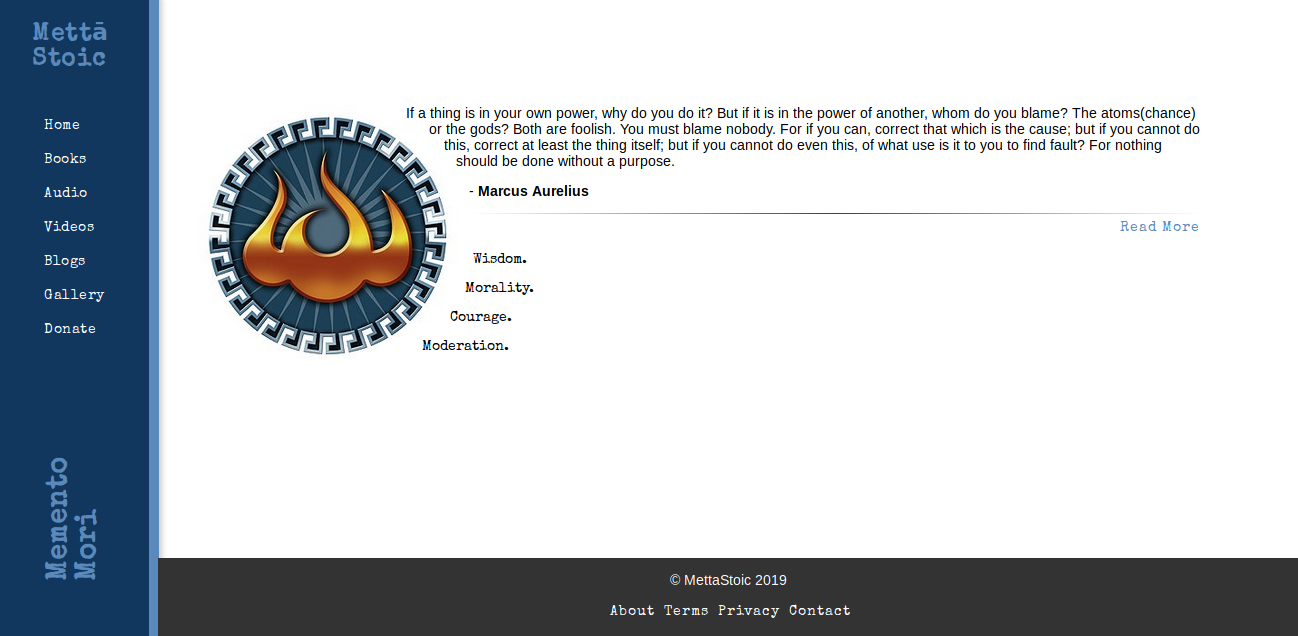 Mettā
Stoic
Home
Books
Audio
Videos
Blogs
Gallery
Donate
Memento
Mori
If a thing is in your own power, why do you do it? But if it is in the power of another, whom do you blame? The atoms(chance)
or the gods? Both are foolish. You must blame nobody. For if you can, correct that which is the cause; but if you cannot do
this, correct at least the thing itself; but if you cannot do even this, of what use is it to you to find fault? For nothing
should be done without a purpose.
- Marcus Aurelius
Read More
Wisdom.
Morality.
Courage.
Moderation.
© MettaStoic 2019
About Terms Privacy Contact